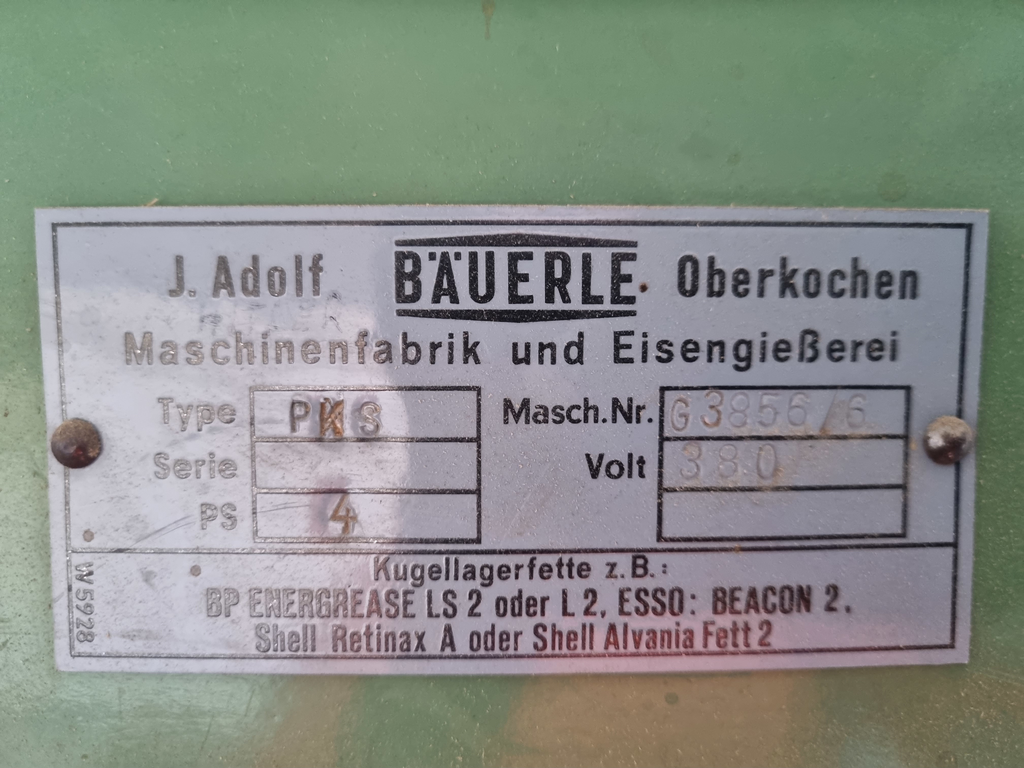 J. Adolf BÄUERLE Oberkochen
Maschinenfabrik und Eisengießerei
Type PKS Masch.Nr. G3856/6
Serie Volt 380
PS 4
Kugellagerfette z.B.:
BP ENERGREASE LS 2 oder L 2, ESSO: BEACON 2.
Shell Retinax A oder Shell Alvania Fett 2
W 5928